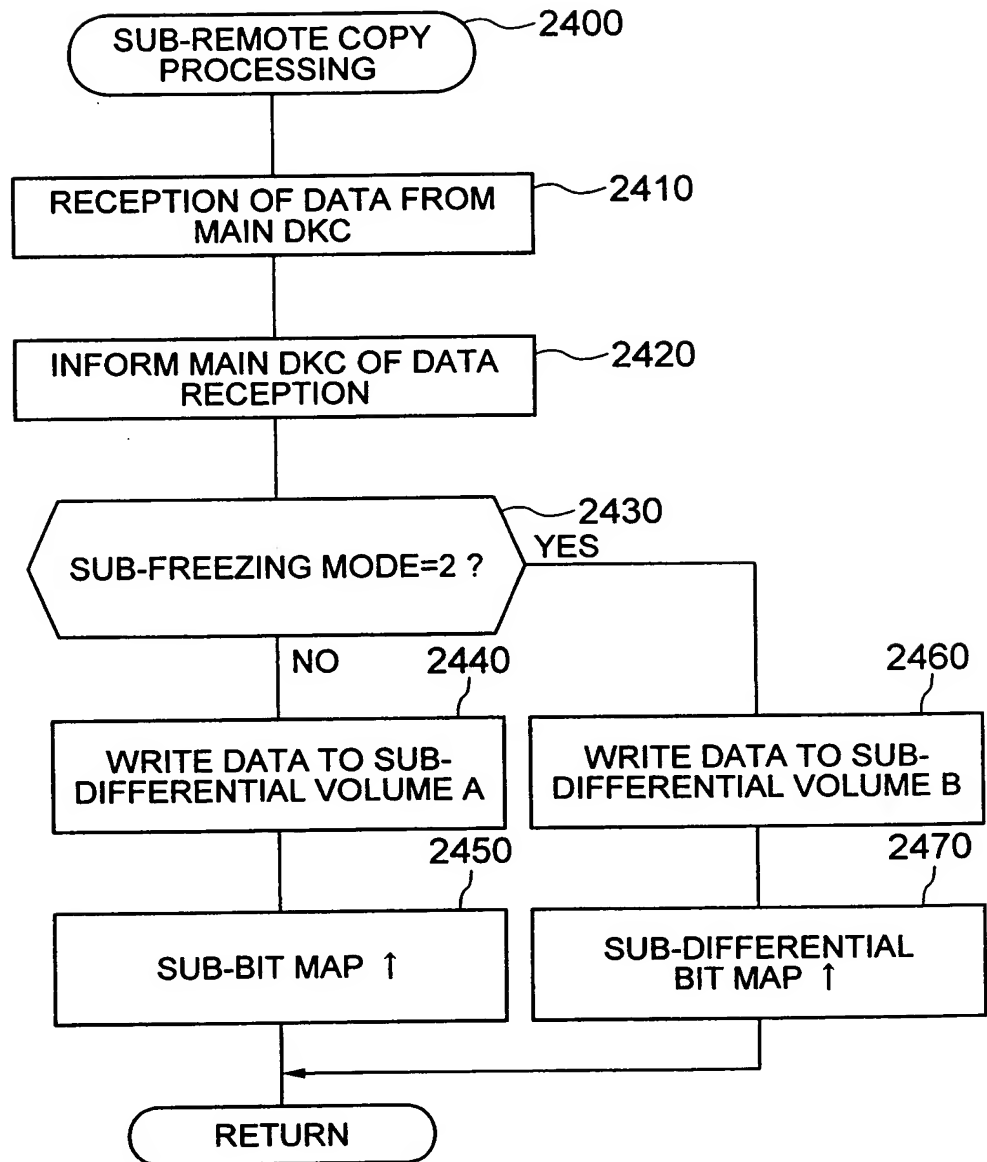 SUB-REMOTE COPY
PROCESSING
2400
RECEPTION OF DATA FROM
MAIN DKC
2410
INFORM MAIN DKC OF DATA
RECEPTION
2420
SUB-FREEZING MODE=2 ?
2430
YES
NO
2440
WRITE DATA TO SUB-
DIFFERENTIAL VOLUME A
2460
WRITE DATA TO SUB-
DIFFERENTIAL VOLUME B
2450
SUB-BIT MAP ↑
2470
SUB-DIFFERENTIAL
BIT MAP ↑
RETURN